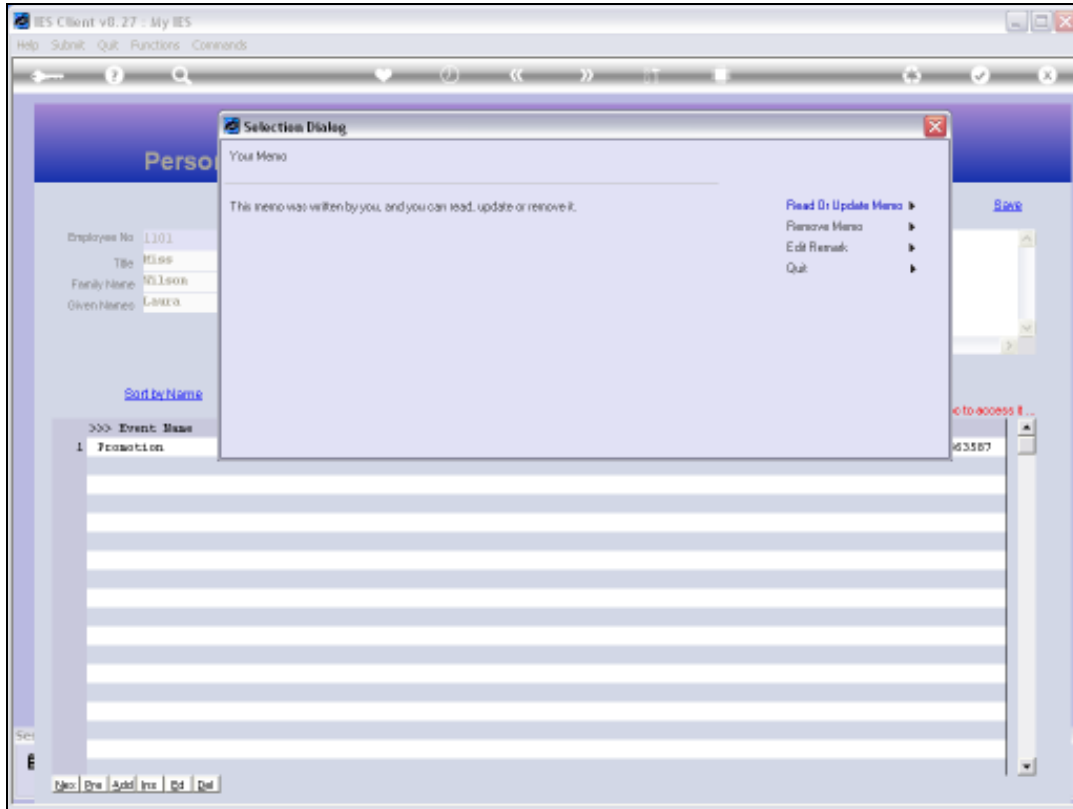 IES Client v8.27 : My IES
Help Submit Quit Functions Commands
Selection Dialog
Your Memo
This memo was written by you, and you can read, update or remove it.
Read Or Update Memo
Remove Memo
Edit Remark
Quit
Save
Employee No 1101
Title Miss
Family Name Wilson
Given Names Laura
Sort by Name
to access it ...
>>> Event Name
1 Promotion
63587
Nex Pre Add Ins Ed Del